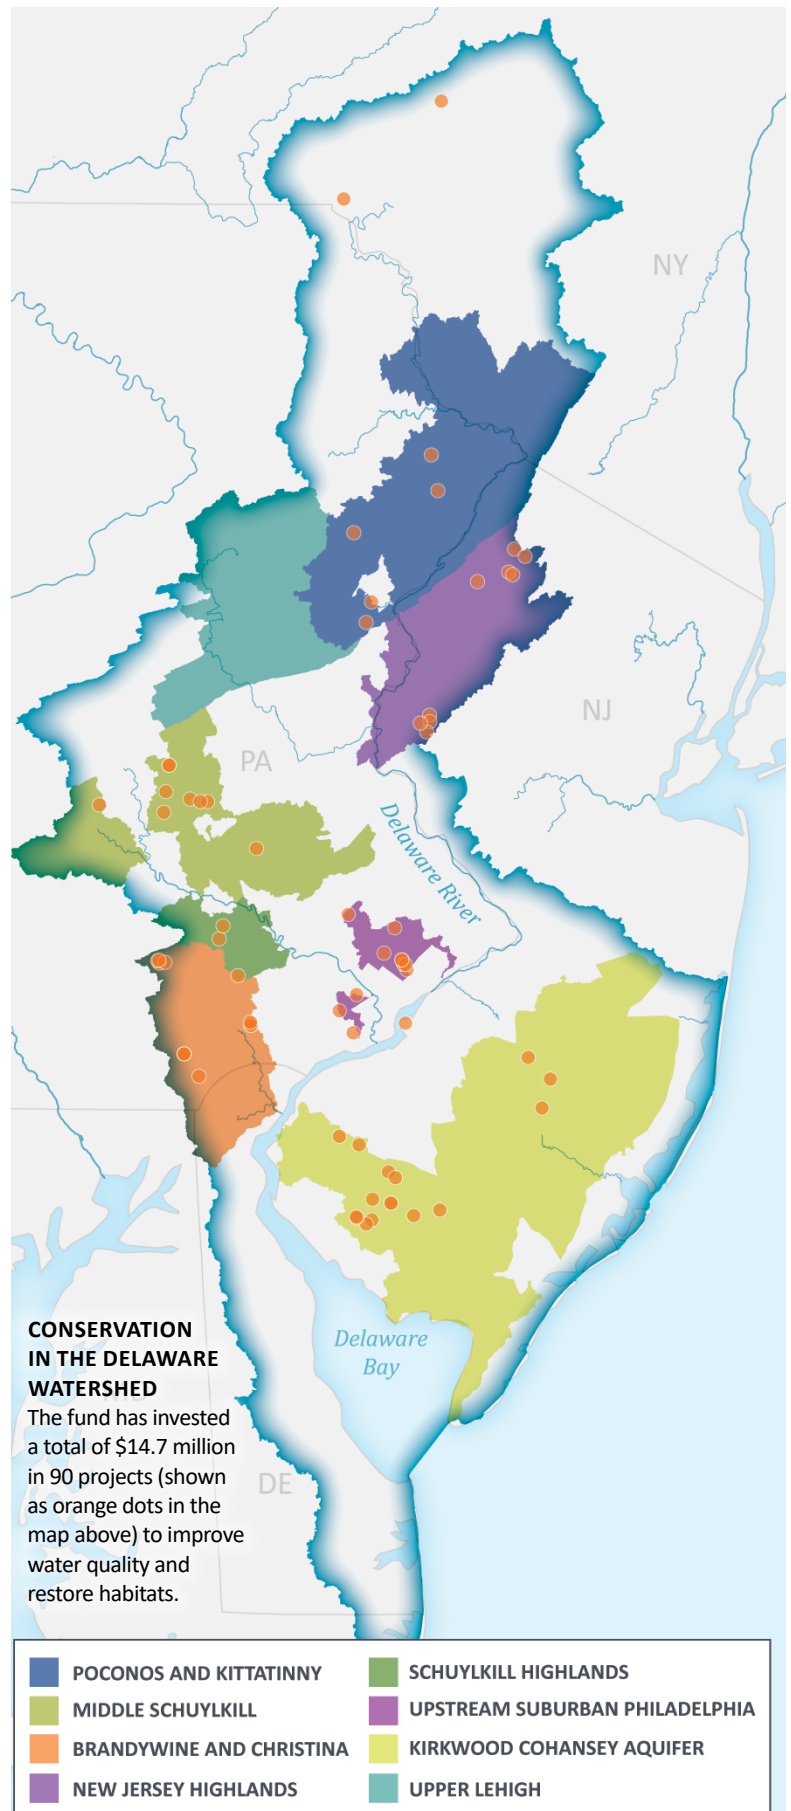 NY
NJ
PA
Delaware River
CONSERVATION
IN THE DELAWARE
WATERSHED
The fund has invested
a total of $14.7 million
in 90 projects (shown
as orange dots in the
map above) to improve
water quality and
restore habitats.
Delaware
Bay
DE
POCONOS AND KITTATINNY
MIDDLE SCHUYLKILL
BRANDYWINE AND CHRISTINA
NEW JERSEY HIGHLANDS
SCHUYLKILL HIGHLANDS
UPSTREAM SUBURBAN PHILADELPHIA
KIRKWOOD COHANSEY AQUIFER
UPPER LEHIGH